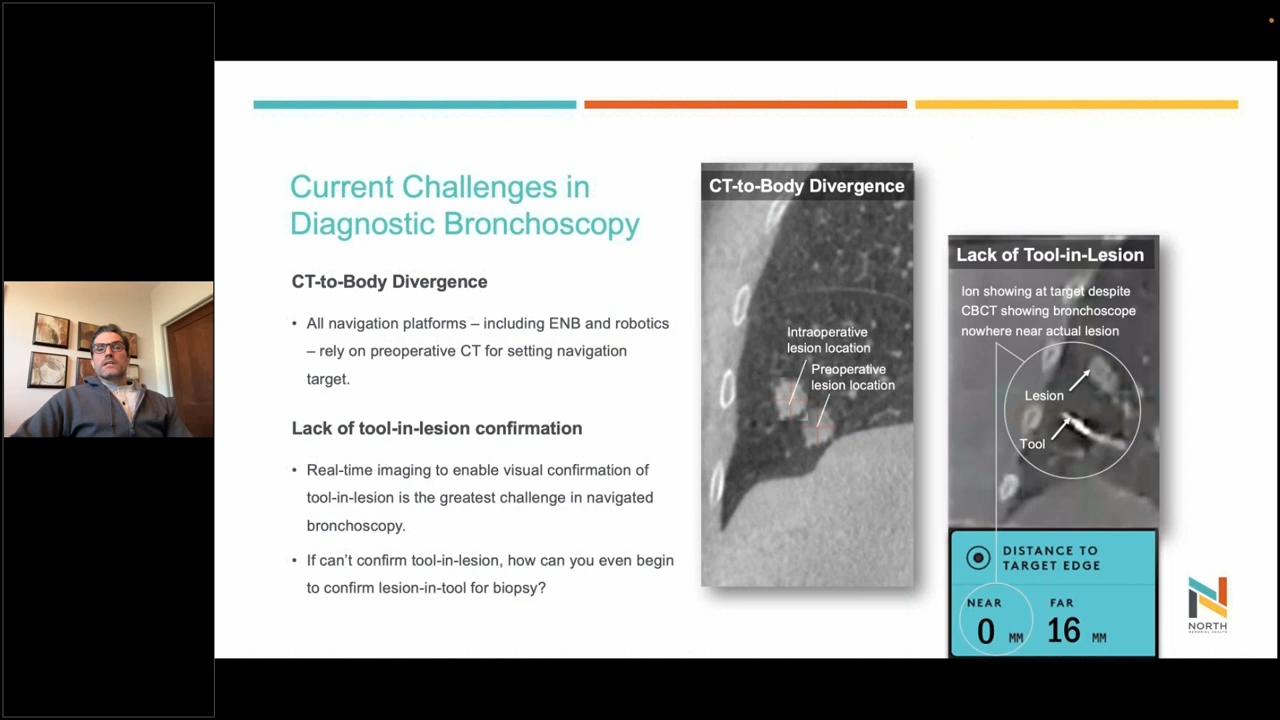 Current Challenges in
Diagnostic Bronchoscopy
CT-to-Body Divergence
• All navigation platforms – including ENB and robotics
– rely on preoperative CT for setting navigation
target.
Lack of tool-in-lesion confirmation
• Real-time imaging to enable visual confirmation of
tool-in-lesion is the greatest challenge in navigated
bronchoscopy.
• If can’t confirm tool-in-lesion, how can you even begin
to confirm lesion-in-tool for biopsy?
CT-to-Body Divergence
Intraoperative
lesion location
Preoperative
lesion location
Lack of Tool-in-Lesion
Ion showing at target despite
CBCT showing bronchoscope
nowhere near actual lesion
Lesion
Tool
DISTANCE TO
TARGET EDGE
NEAR FAR
0 MM 16 MM
NORTH
MEMORIAL HEALTH